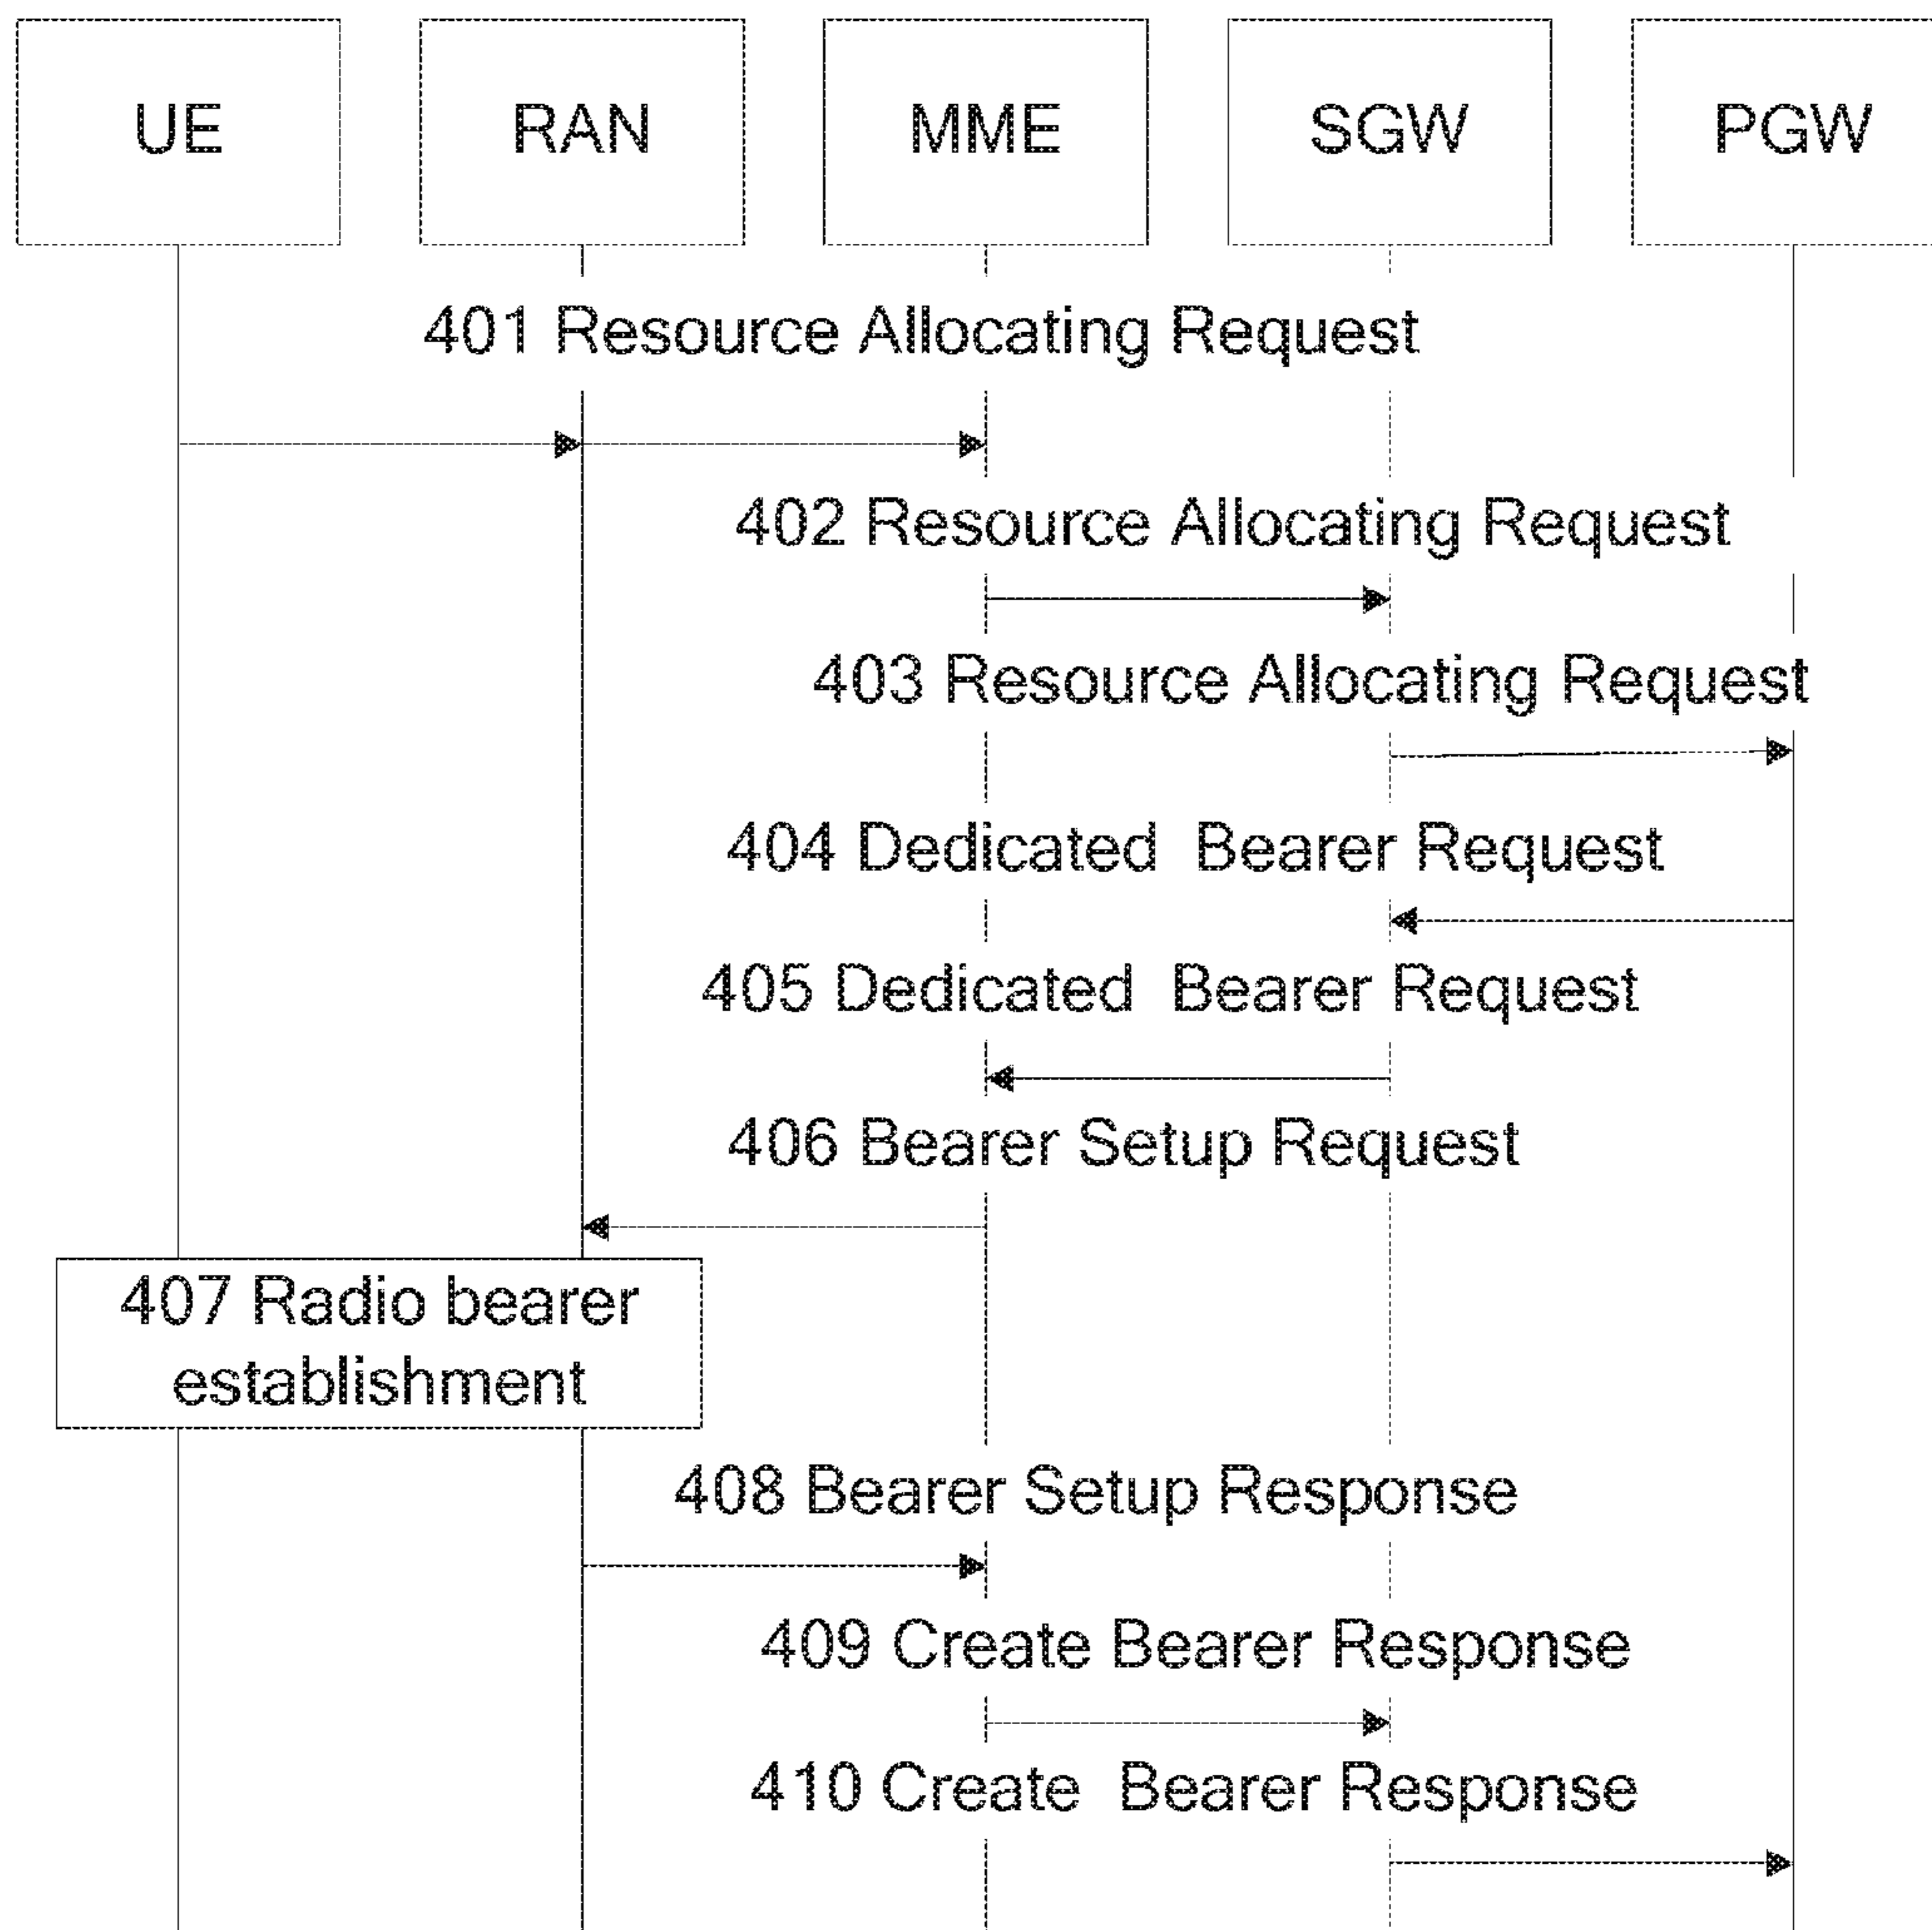 UE
RAN
MME
SGW
PGW
401 Resource Allocating Request
402 Resource Allocating Request
403 Resource Allocating Request
404 Dedicated Bearer Request
405 Dedicated Bearer Request
406 Bearer Setup Request
407 Radio bearer
establishment
408 Bearer Setup Response
409 Create Bearer Response
410 Create Bearer Response